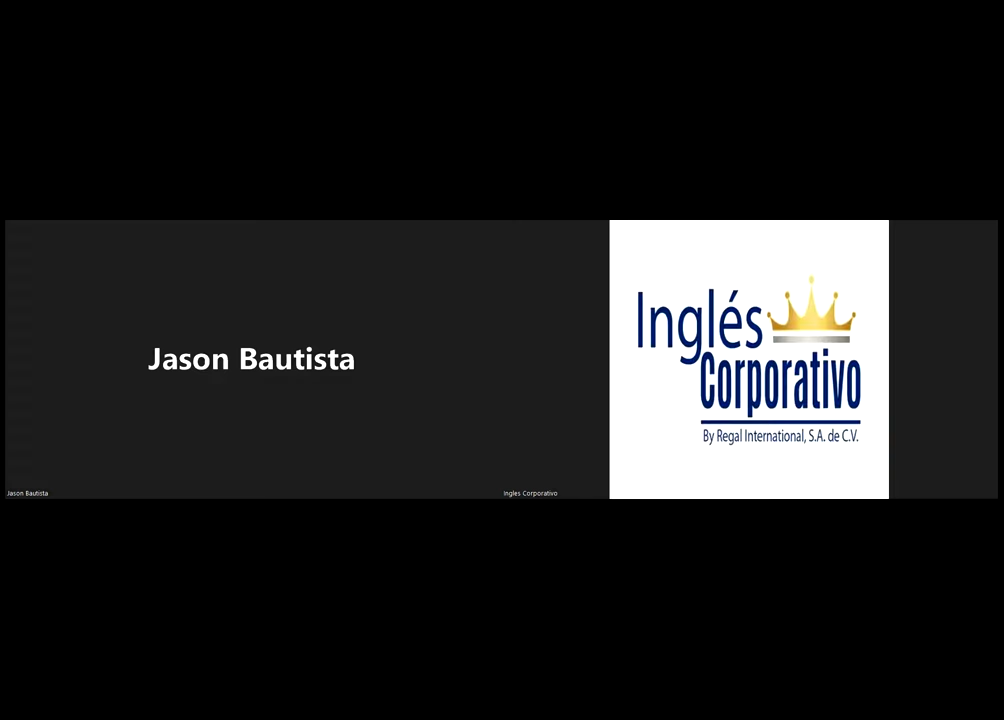 Jason Bautista
Jason Bautista
Inglés
Corporativo
By Regal International, S.A. de C.V.
Ingles Corporativo